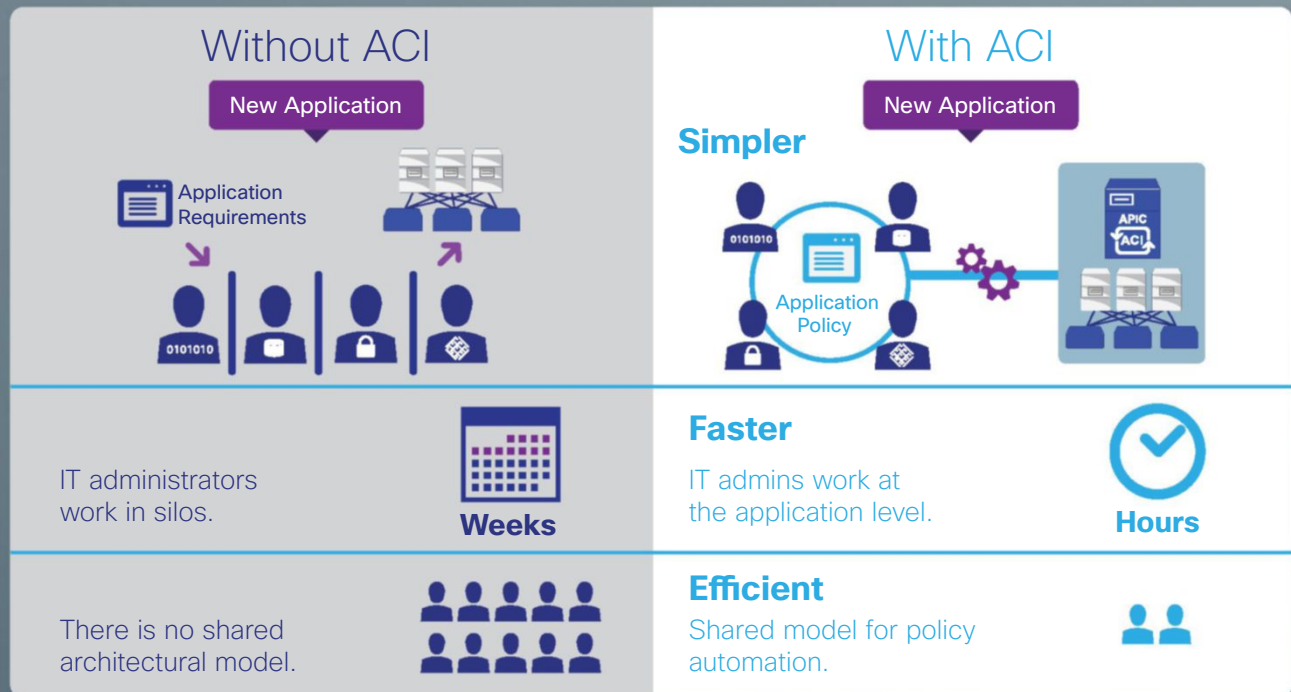 Without ACI
New Application
Application
Requirements
0101010
With ACI
New Application
Simpler
0101010
Application
Policy
APIC
ACI
IT administrators
work in silos.
Weeks
Faster
IT admins work at
the application level.
Hours
There is no shared
architectural model.
Efficient
Shared model for policy
automation.